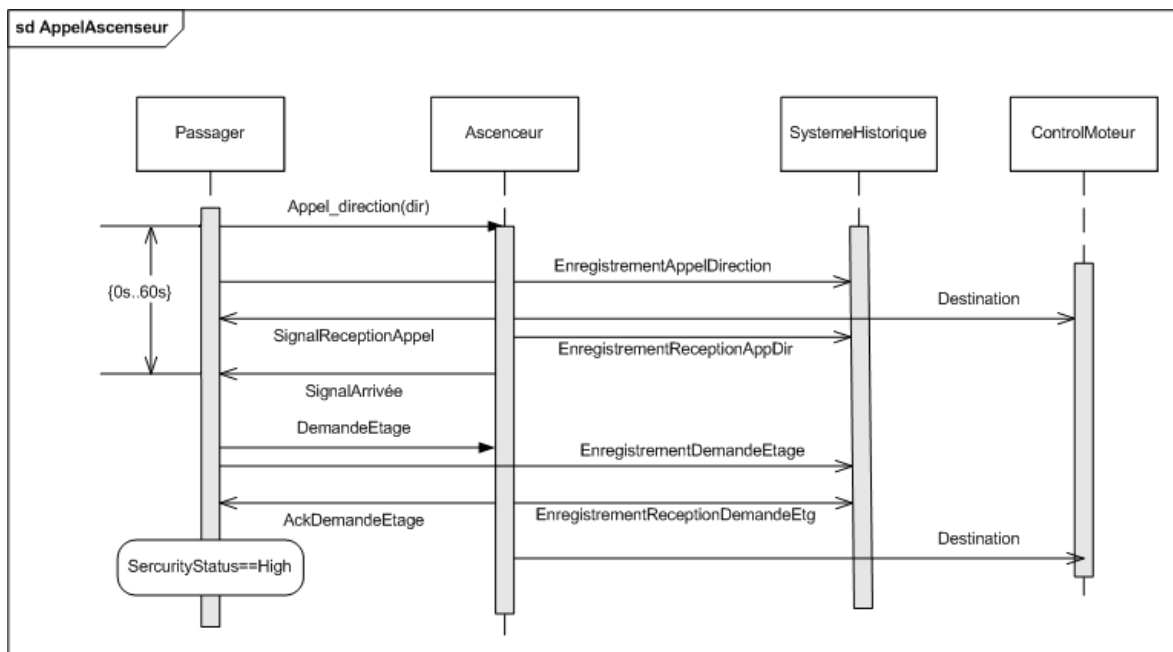 sd AppelAscenseur
Passager
Ascenceur
SystemeHistorique
ControlMoteur
Appel_direction(dir)
EnregistrementAppelDirection
{0s..60s}
Destination
SignalReceptionAppel
EnregistrementReceptionAppDir
SignalArrivée
DemandeEtage
EnregistrementDemandeEtage
AckDemandeEtage
EnregistrementReceptionDemandeEtg
Destination
SercurityStatus==High